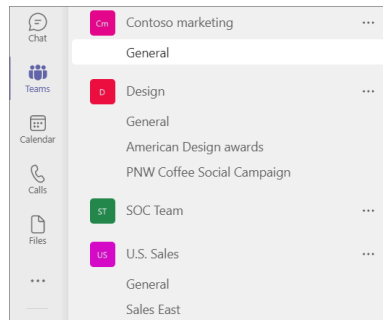 Chat
Teams
Calendar
Calls
Files
Cm Contoso marketing
General
D Design
General
American Design awards
PNW Coffee Social Campaign
ST SOC Team
US U.S. Sales
General
Sales East